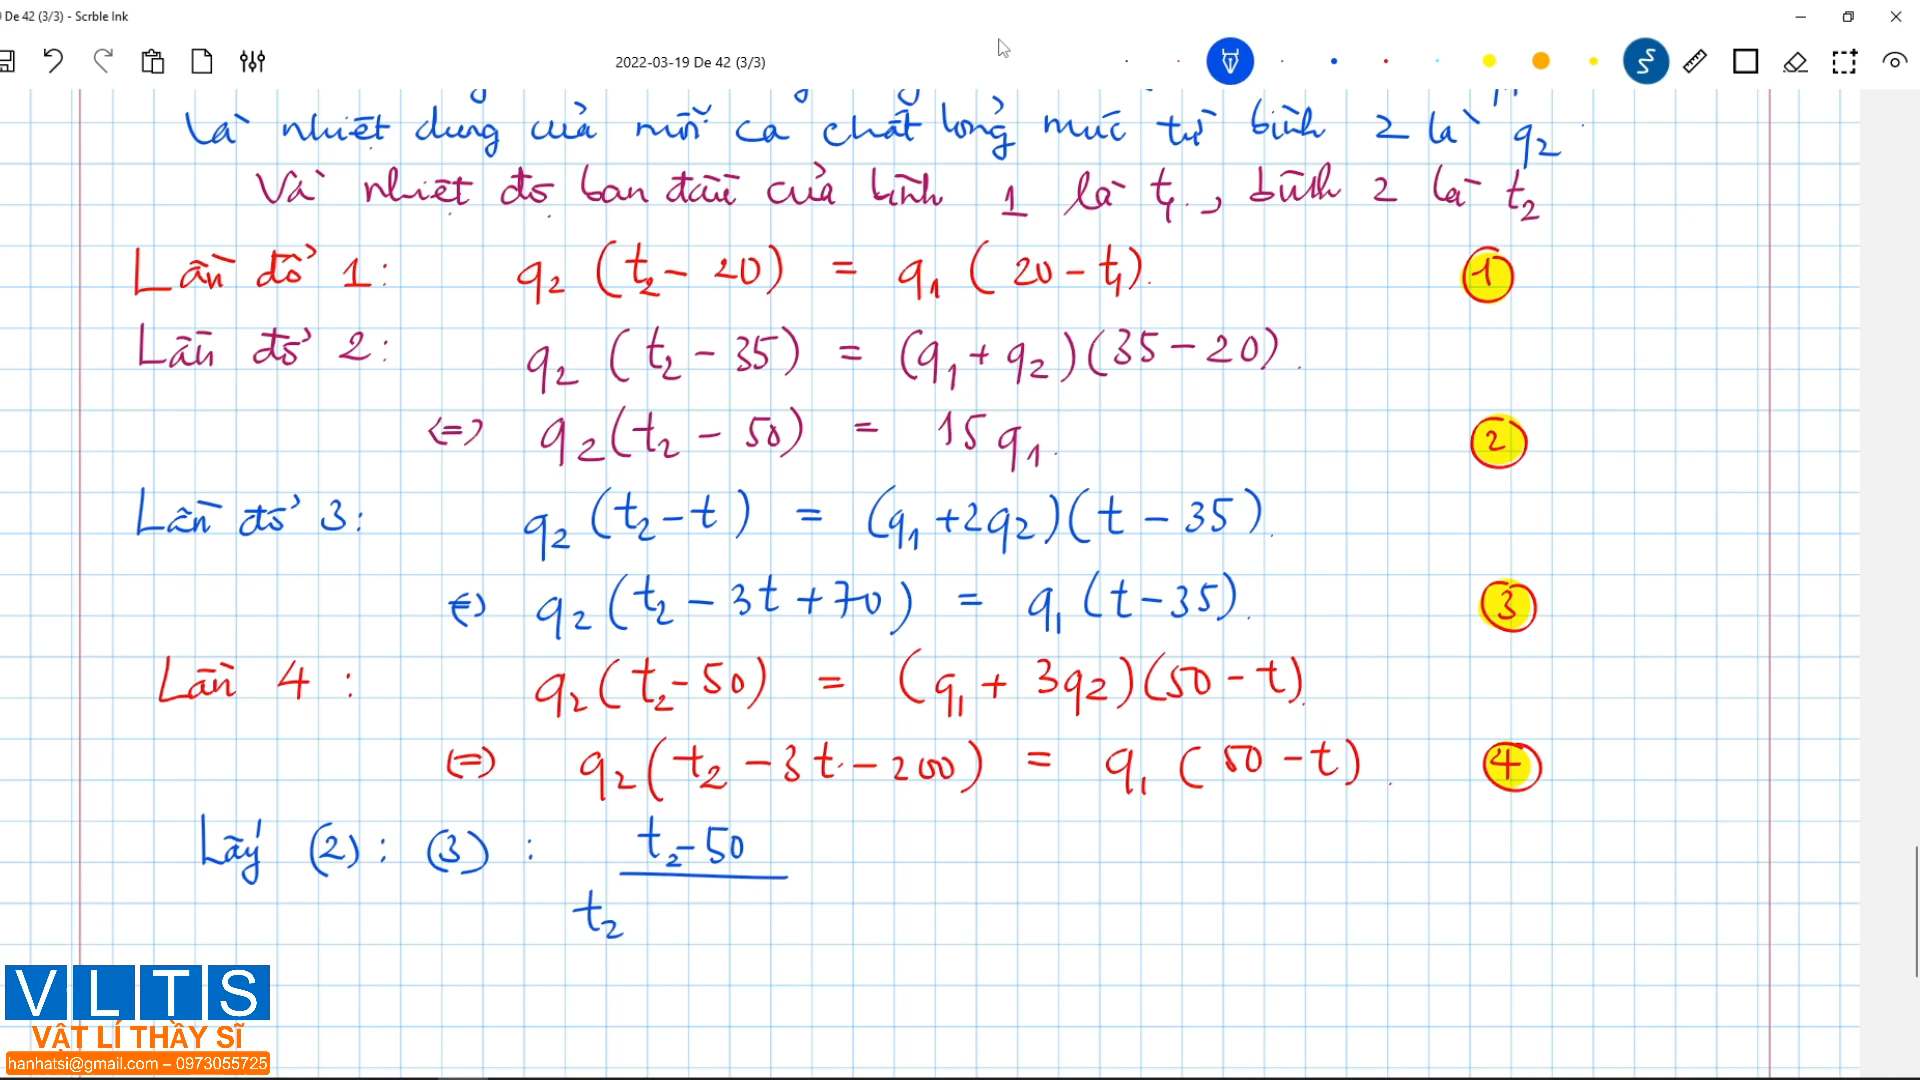 De 42 (3/3) - Scrble Ink
2022-03-19 De 42 (3/3)
là nhiệt dung của mỗi ca chất lỏng múc từ bình 2 là q₂
Và nhiệt độ ban đầu của bình 1 là t₁, bình 2 là t₂
Lần đổ 1: q₂ (t₂ - 20) = q₁ (20 - t₁). 1
Lần đổ 2: q₂ (t₂ - 35) = (q₁ + q₂)(35 - 20).
<=> q₂ (t₂ - 50) = 15 q₁. 2
Lần đổ 3: q₂ (t₂ - t) = (q₁ + 2q₂)(t - 35).
<=> q₂ (t₂ - 3t + 70) = q₁ (t - 35). 3
Lần 4: q₂ (t₂ - 50) = (q₁ + 3q₂)(50 - t).
<=> q₂ (t₂ - 3t - 200) = q₁ (50 - t). 4
Lấy (2) : (3) : t₂ - 50
t₂
VLTS
VẬT LÍ THẦY SĨ
hanhatsi@gmail.com – 0973055725